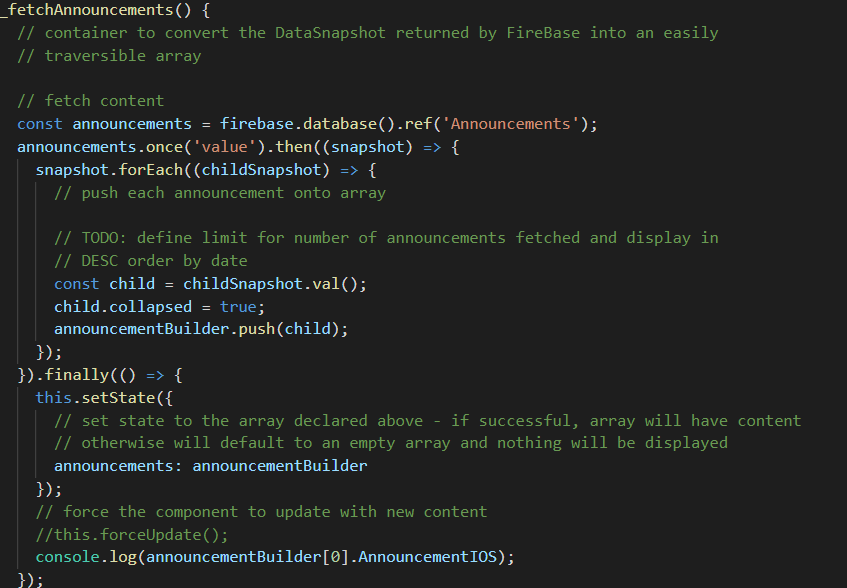 _fetchAnnouncements() {
// container to convert the DataSnapshot returned by FireBase into an easily
// traversible array
// fetch content
const announcements = firebase.database().ref('Announcements');
announcements.once('value').then((snapshot) => {
snapshot.forEach((childSnapshot) => {
// push each announcement onto array
// TODO: define limit for number of announcements fetched and display in
// DESC order by date
const child = childSnapshot.val();
child.collapsed = true;
announcementBuilder.push(child);
});
}).finally(() => {
this.setState({
// set state to the array declared above - if successful, array will have content
// otherwise will default to an empty array and nothing will be displayed
announcements: announcementBuilder
});
// force the component to update with new content
//this.forceUpdate();
console.log(announcementBuilder[0].AnnouncementIOS);
});